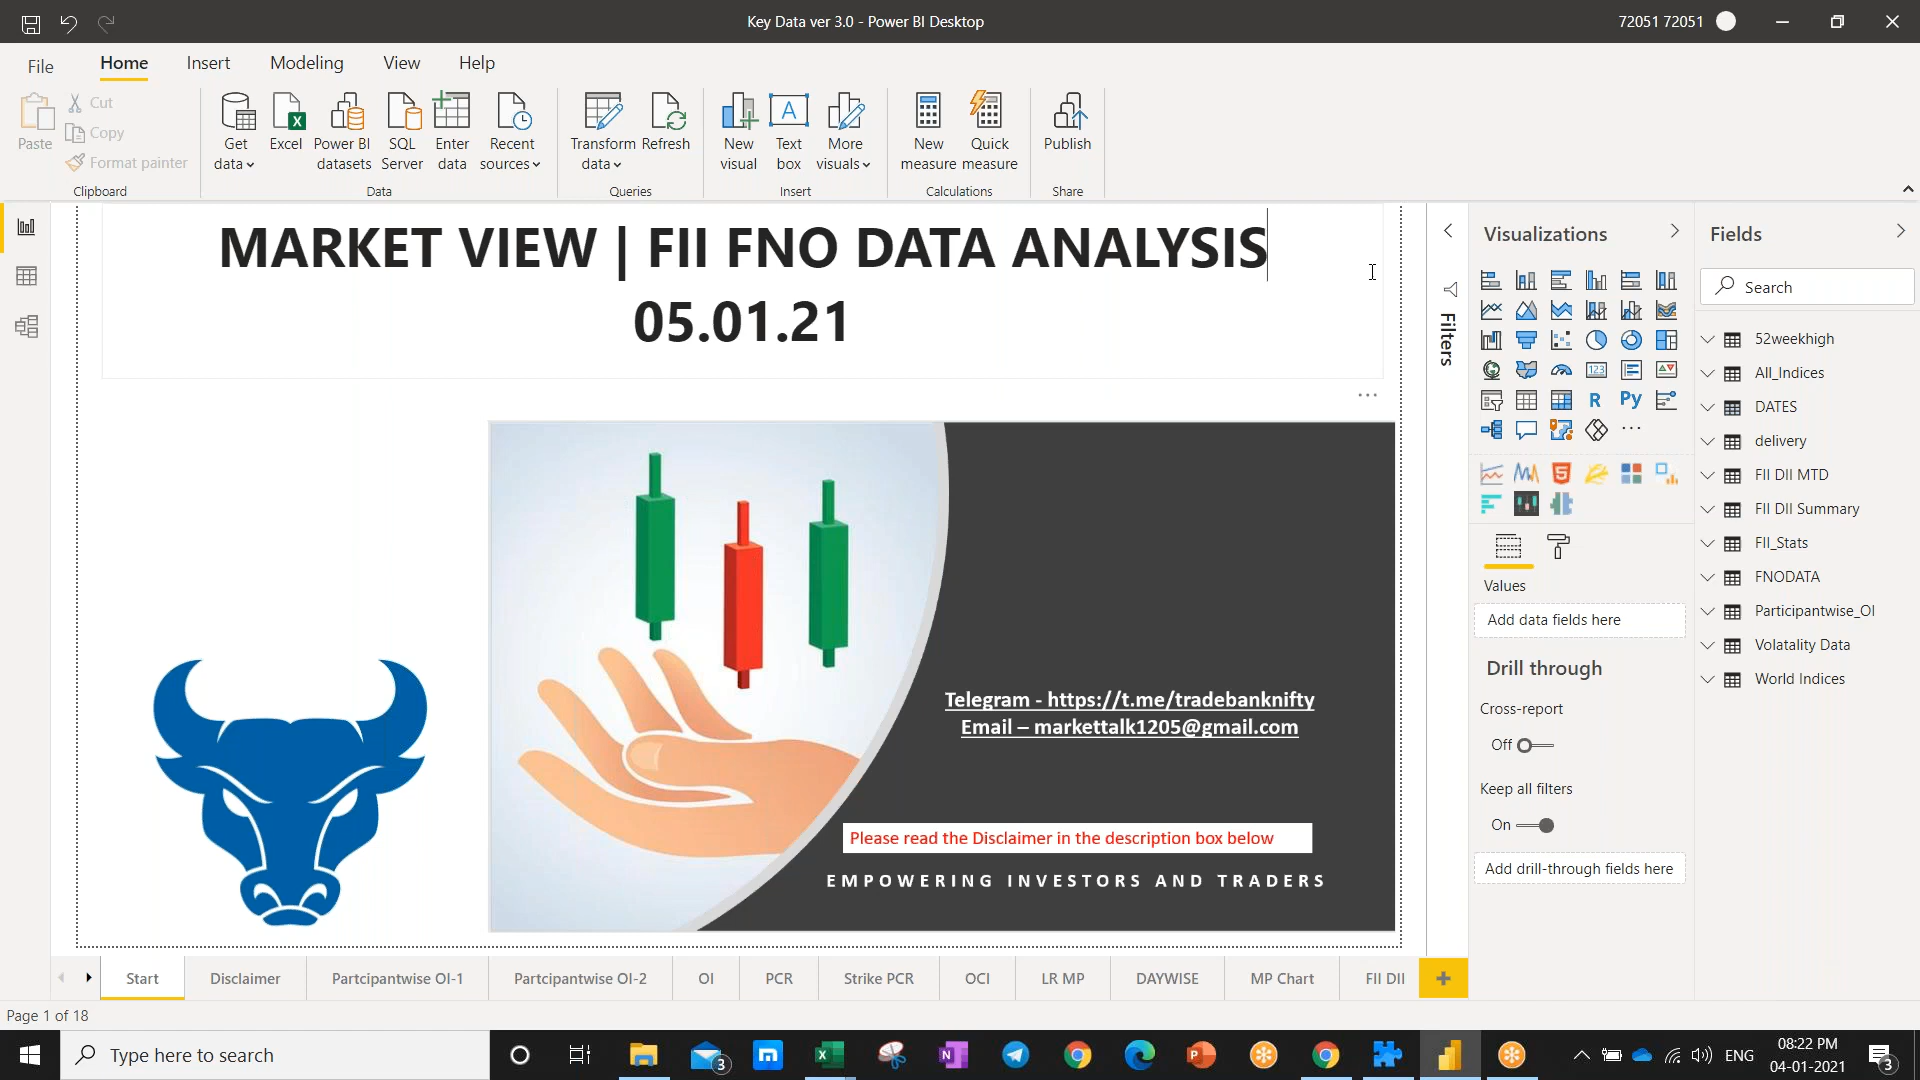 Key Data ver 3.0 - Power BI Desktop
72051 72051
File
Home
Insert
Modeling
View
Help
Paste
Cut
Copy
Format painter
Clipboard
Get data
Excel
Power BI datasets
SQL Server
Enter data
Recent sources
Data
Transform data
Refresh
Queries
New visual
A
Text box
More visuals
Insert
New measure
Quick measure
Calculations
Publish
Share
MARKET VIEW | FII FNO DATA ANALYSIS
05.01.21
Telegram - https://t.me/tradebanknifty
Email – markettalk1205@gmail.com
Please read the Disclaimer in the description box below
EMPOWERING INVESTORS AND TRADERS
Filters
Visualizations
123
R
Py
Values
Add data fields here
Drill through
Cross-report
Off
Keep all filters
On
Add drill-through fields here
Fields
Search
52weekhigh
All_Indices
DATES
delivery
FII DII MTD
FII DII Summary
FII_Stats
FNODATA
Participantwise_OI
Volatality Data
World Indices
Start
Disclaimer
Partcipantwise OI-1
Partcipantwise OI-2
OI
PCR
Strike PCR
OCI
LR MP
DAYWISE
MP Chart
FII DII
Page 1 of 18
Type here to search
3
ENG
08:22 PM
04-01-2021
3